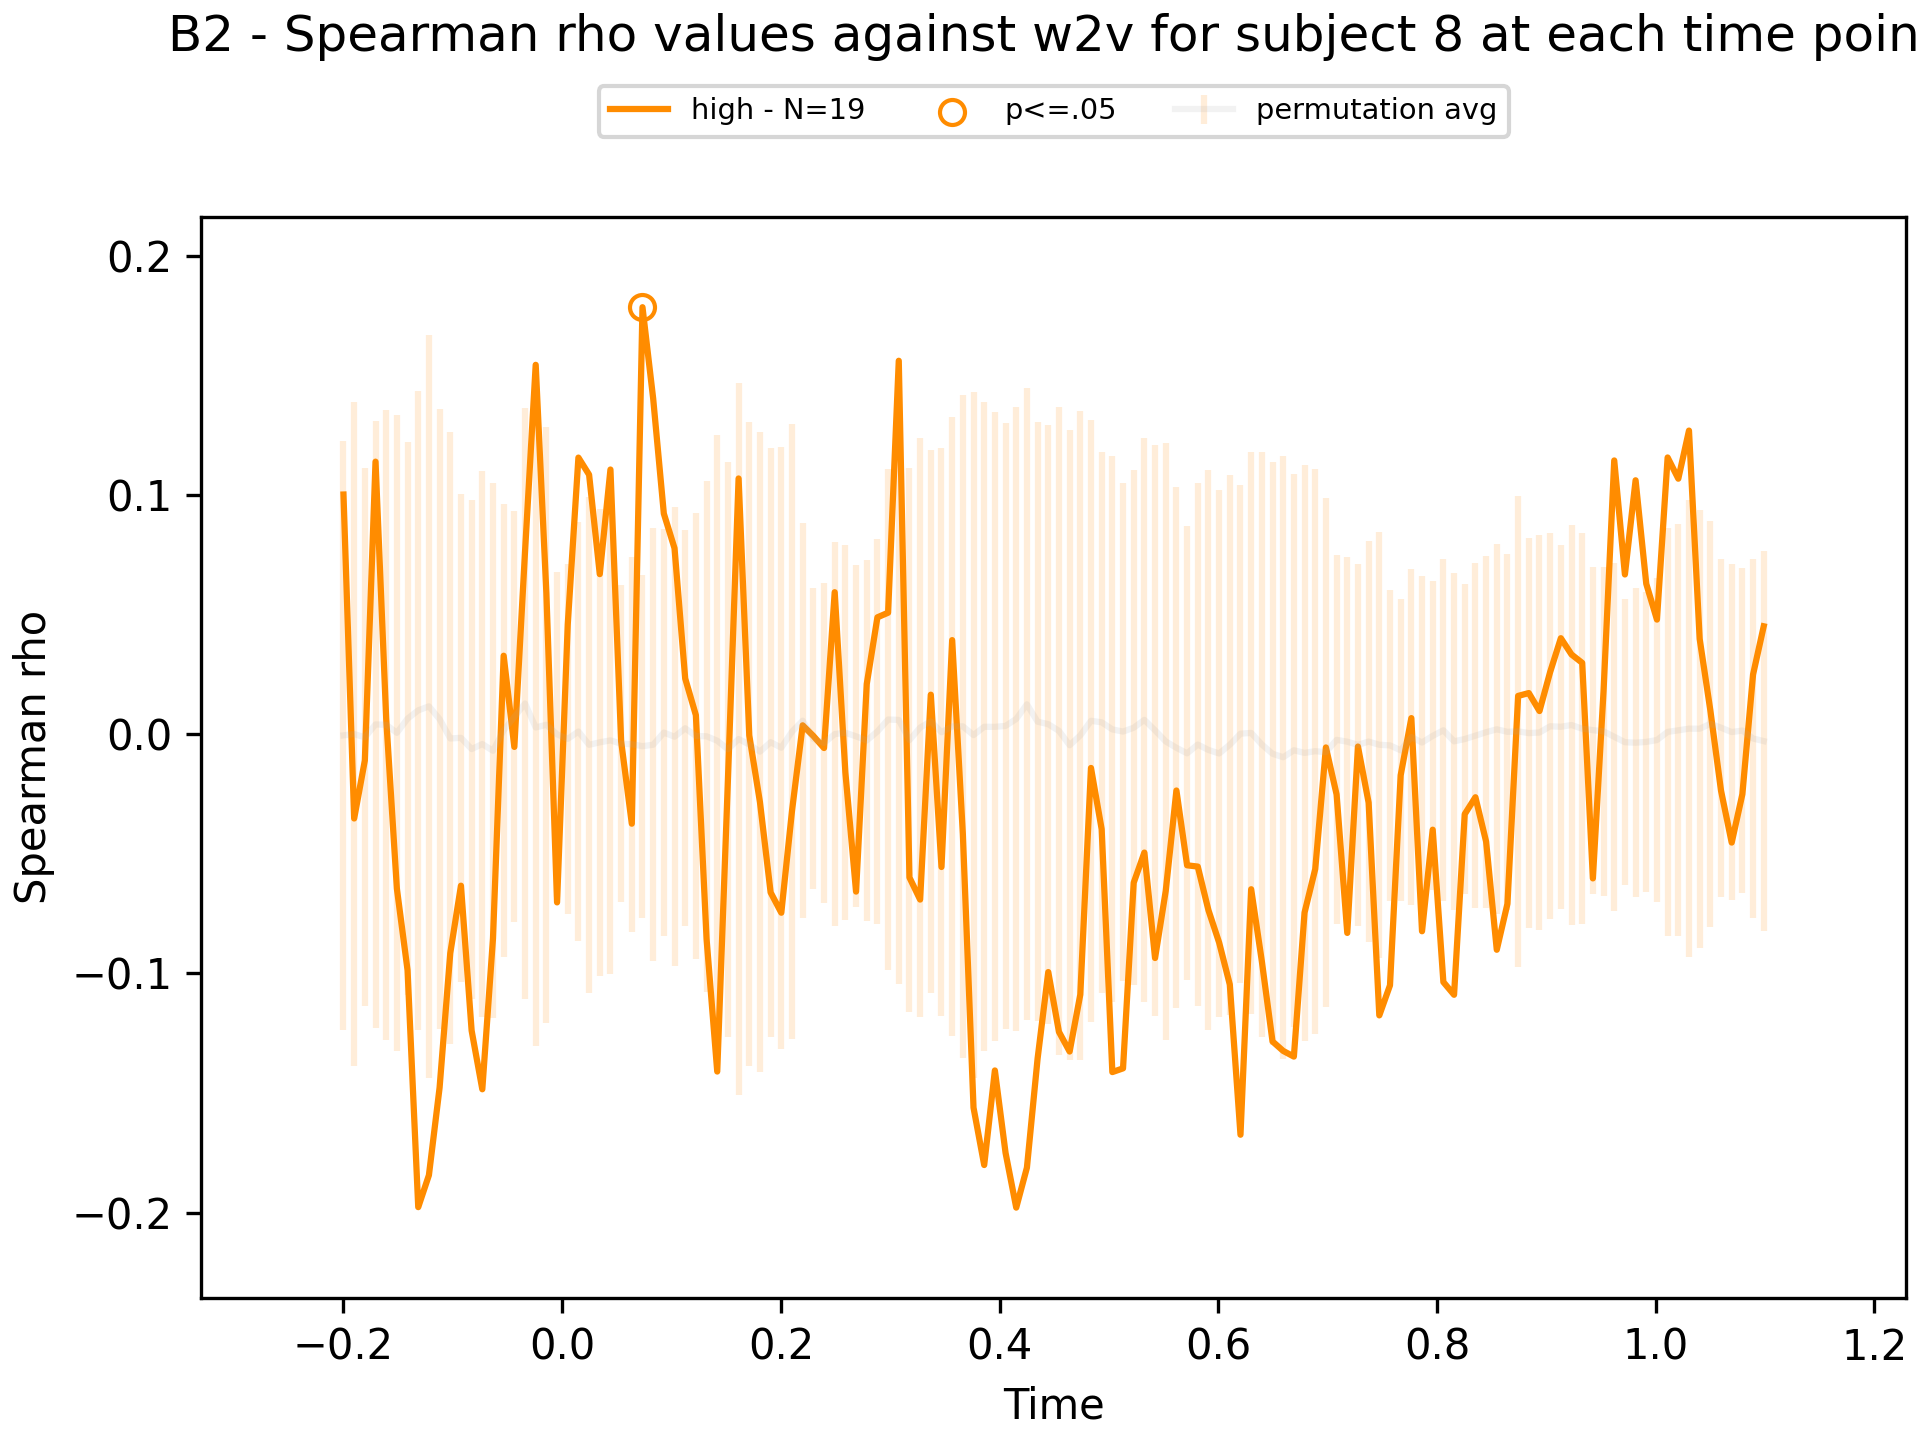 B2 - Spearman rho values against w2v for subject 8 at each time poin
high - N=19 p<=.05 permutation avg
0.2
0.1
0.0
−0.1
−0.2
Spearman rho
−0.2 0.0 0.2 0.4 0.6 0.8 1.0 1.2
Time